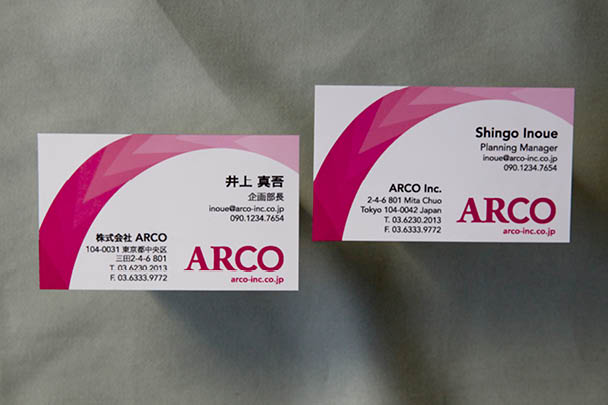 井上 真吾
企画部長
inoue@arco-inc.co.jp
090.1234.7654
株式会社 ARCO
104-0031 東京都中央区
三田2-4-6 801
T. 03.6230.2013
F. 03.6333.9772
ARCO
arco-inc.co.jp
Shingo Inoue
Planning Manager
inoue@arco-inc.co.jp
090.1234.7654
ARCO Inc.
2-4-6 801 Mita Chuo
Tokyo 104-0042 Japan
T. 03.6230.2013
F. 03.6333.9772
ARCO
arco-inc.co.jp